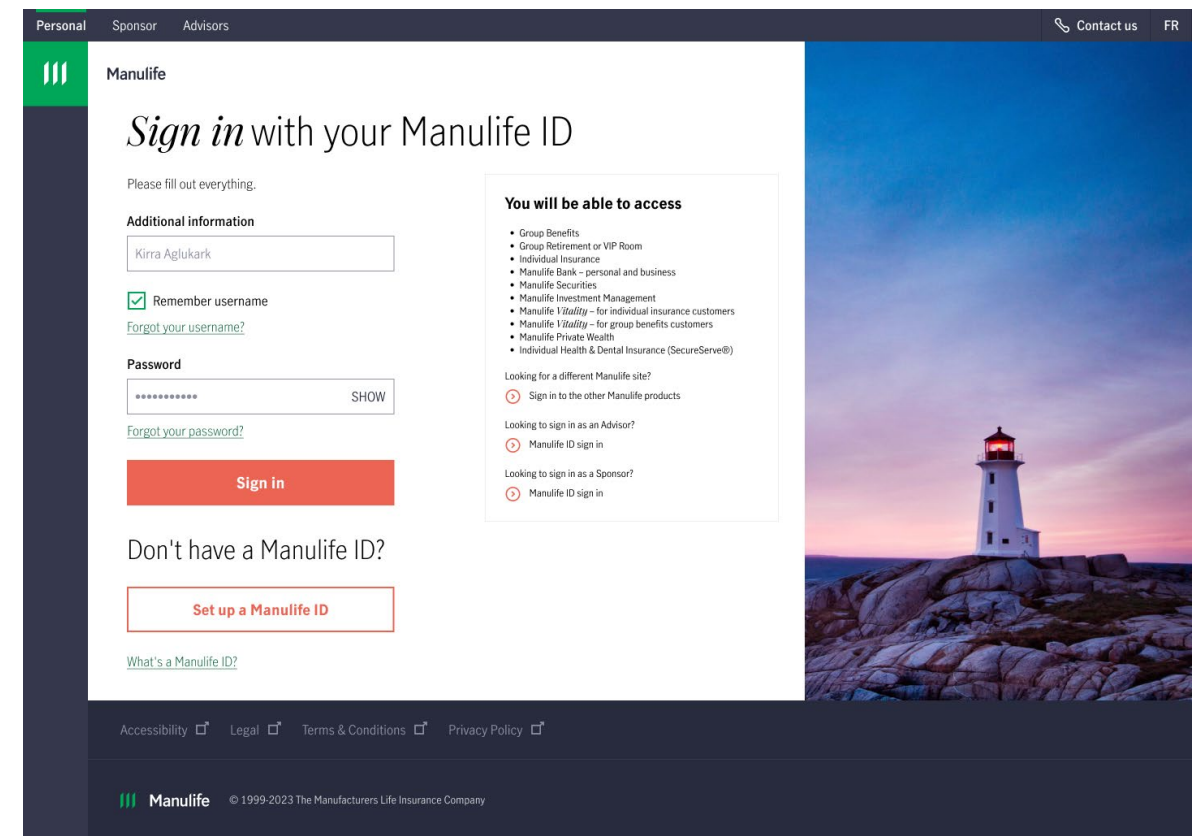 Personal Sponsor Advisors Contact us FR
Manulife
Sign in with your Manulife ID
Please fill out everything.
Additional information
Kirra Aglukark
Remember username
Forgot your username?
Password
••••••••••• SHOW
Forgot your password?
Sign in
Don't have a Manulife ID?
Set up a Manulife ID
What's a Manulife ID?
You will be able to access
• Group Benefits
• Group Retirement or VIP Room
• Individual Insurance
• Manulife Bank – personal and business
• Manulife Securities
• Manulife Investment Management
• Manulife Vitality – for individual insurance customers
• Manulife Vitality – for group benefits customers
• Manulife Private Wealth
• Individual Health & Dental Insurance (SecureServe®)
Looking for a different Manulife site?
Sign in to the other Manulife products
Looking to sign in as an Advisor?
Manulife ID sign in
Looking to sign in as a Sponsor?
Manulife ID sign in
Accessibility Legal Terms & Conditions Privacy Policy
Manulife © 1999-2023 The Manufacturers Life Insurance Company